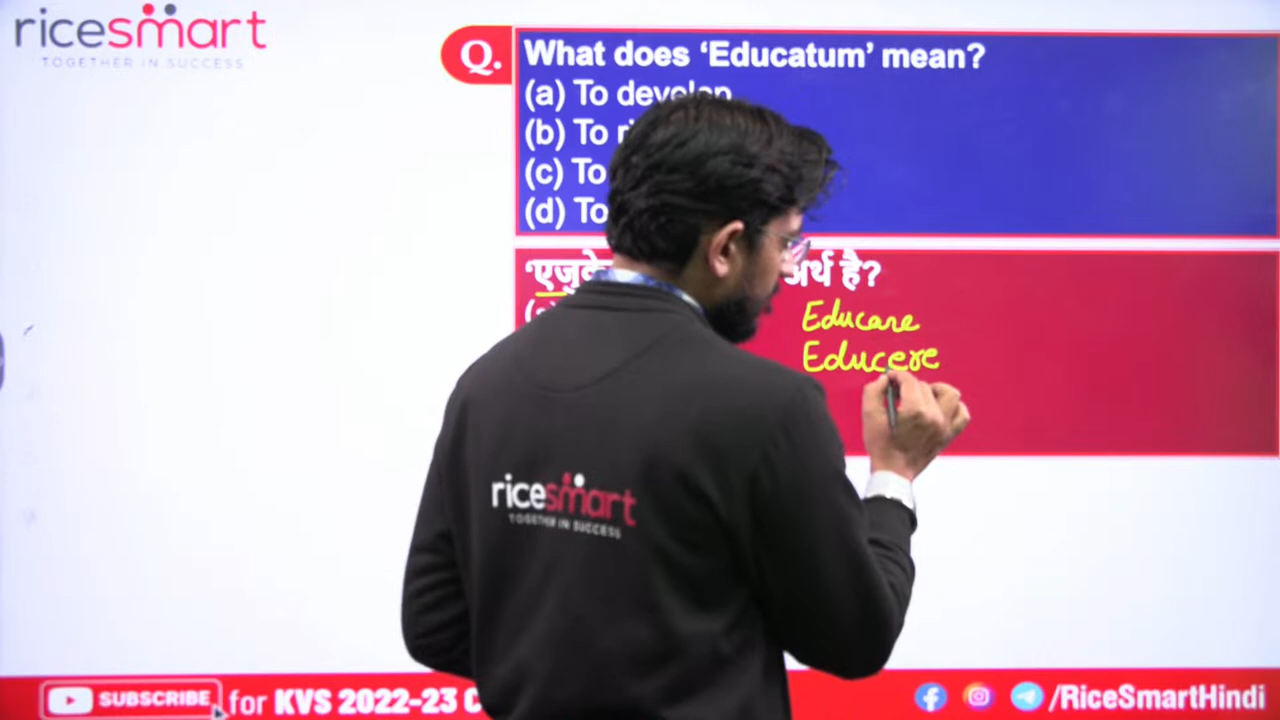 ricesmart
TOGETHER IN SUCCESS
Q.
What does ‘Educatum’ mean?
(a) To develop
(b) To
(c) To
(d) To
अर्थ है?
Educare
Educere
ricesmart
TOGETHER IN SUCCESS
SUBSCRIBE for KVS 2022-23
/RiceSmartHindi